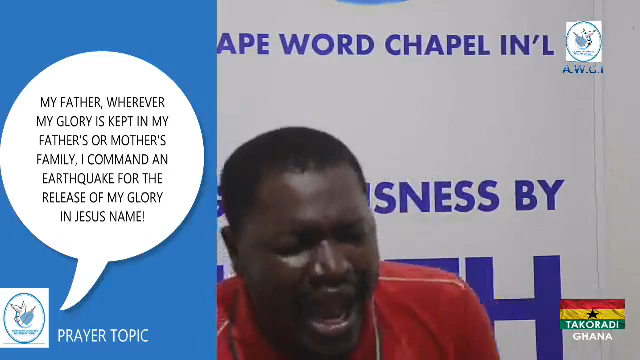 MY FATHER, WHEREVER
MY GLORY IS KEPT IN MY
FATHER'S OR MOTHER'S
FAMILY, I COMMAND AN
EARTHQUAKE FOR THE
RELEASE OF MY GLORY
IN JESUS NAME!
PRAYER TOPIC
APE WORD CHAPEL IN'L
A.W.C.I
USNESS BY
TH
TAKORADI
GHANA